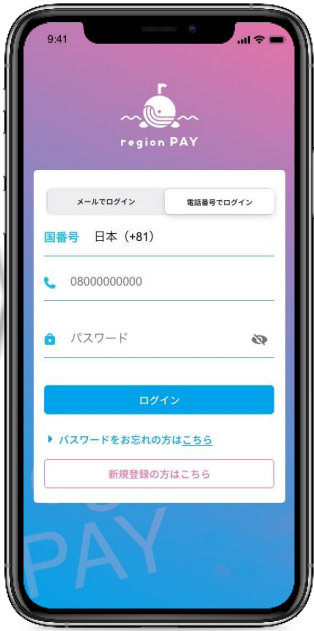 9:41
region PAY
メールでログイン
電話番号でログイン
国番号 日本（+81）
08000000000
パスワード
ログイン
パスワードをお忘れの方はこちら
新規登録の方はこちら
PAY